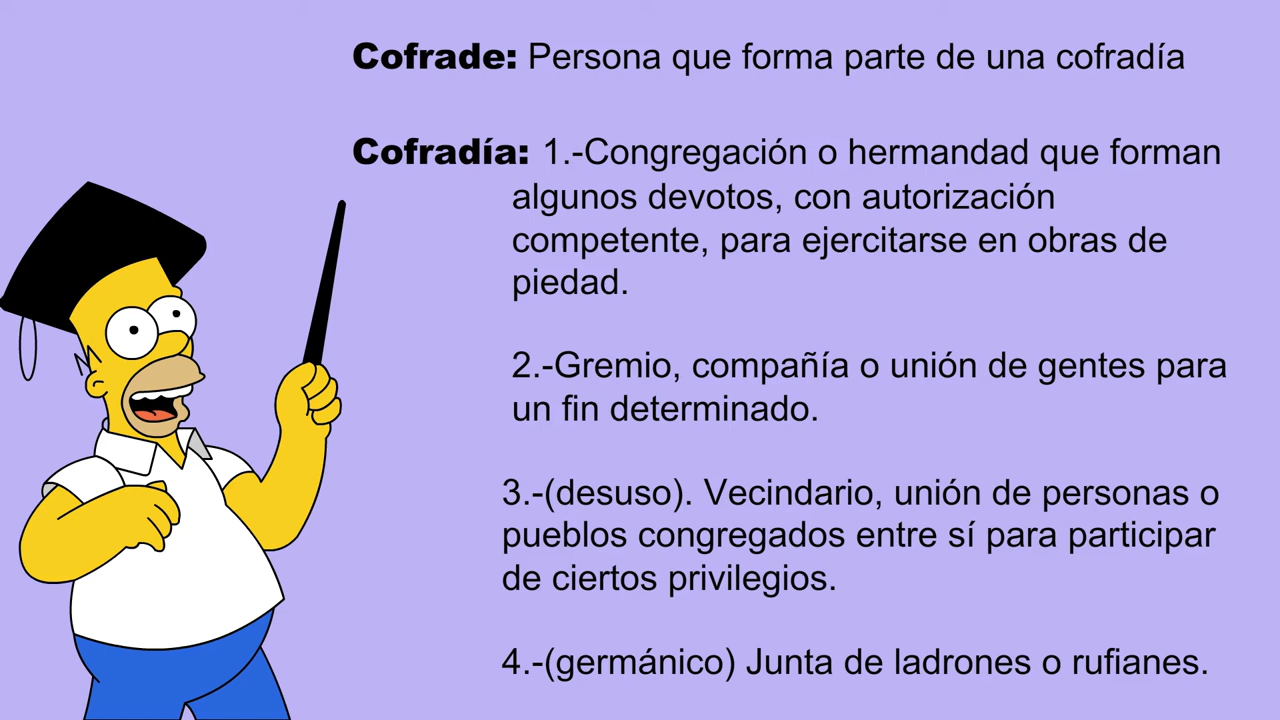 Cofrade: Persona que forma parte de una cofradía
Cofradía: 1.-Congregación o hermandad que forman
algunos devotos, con autorización
competente, para ejercitarse en obras de
piedad.
2.-Gremio, compañía o unión de gentes para
un fin determinado.
3.-(desuso). Vecindario, unión de personas o
pueblos congregados entre sí para participar
de ciertos privilegios.
4.-(germánico) Junta de ladrones o rufianes.